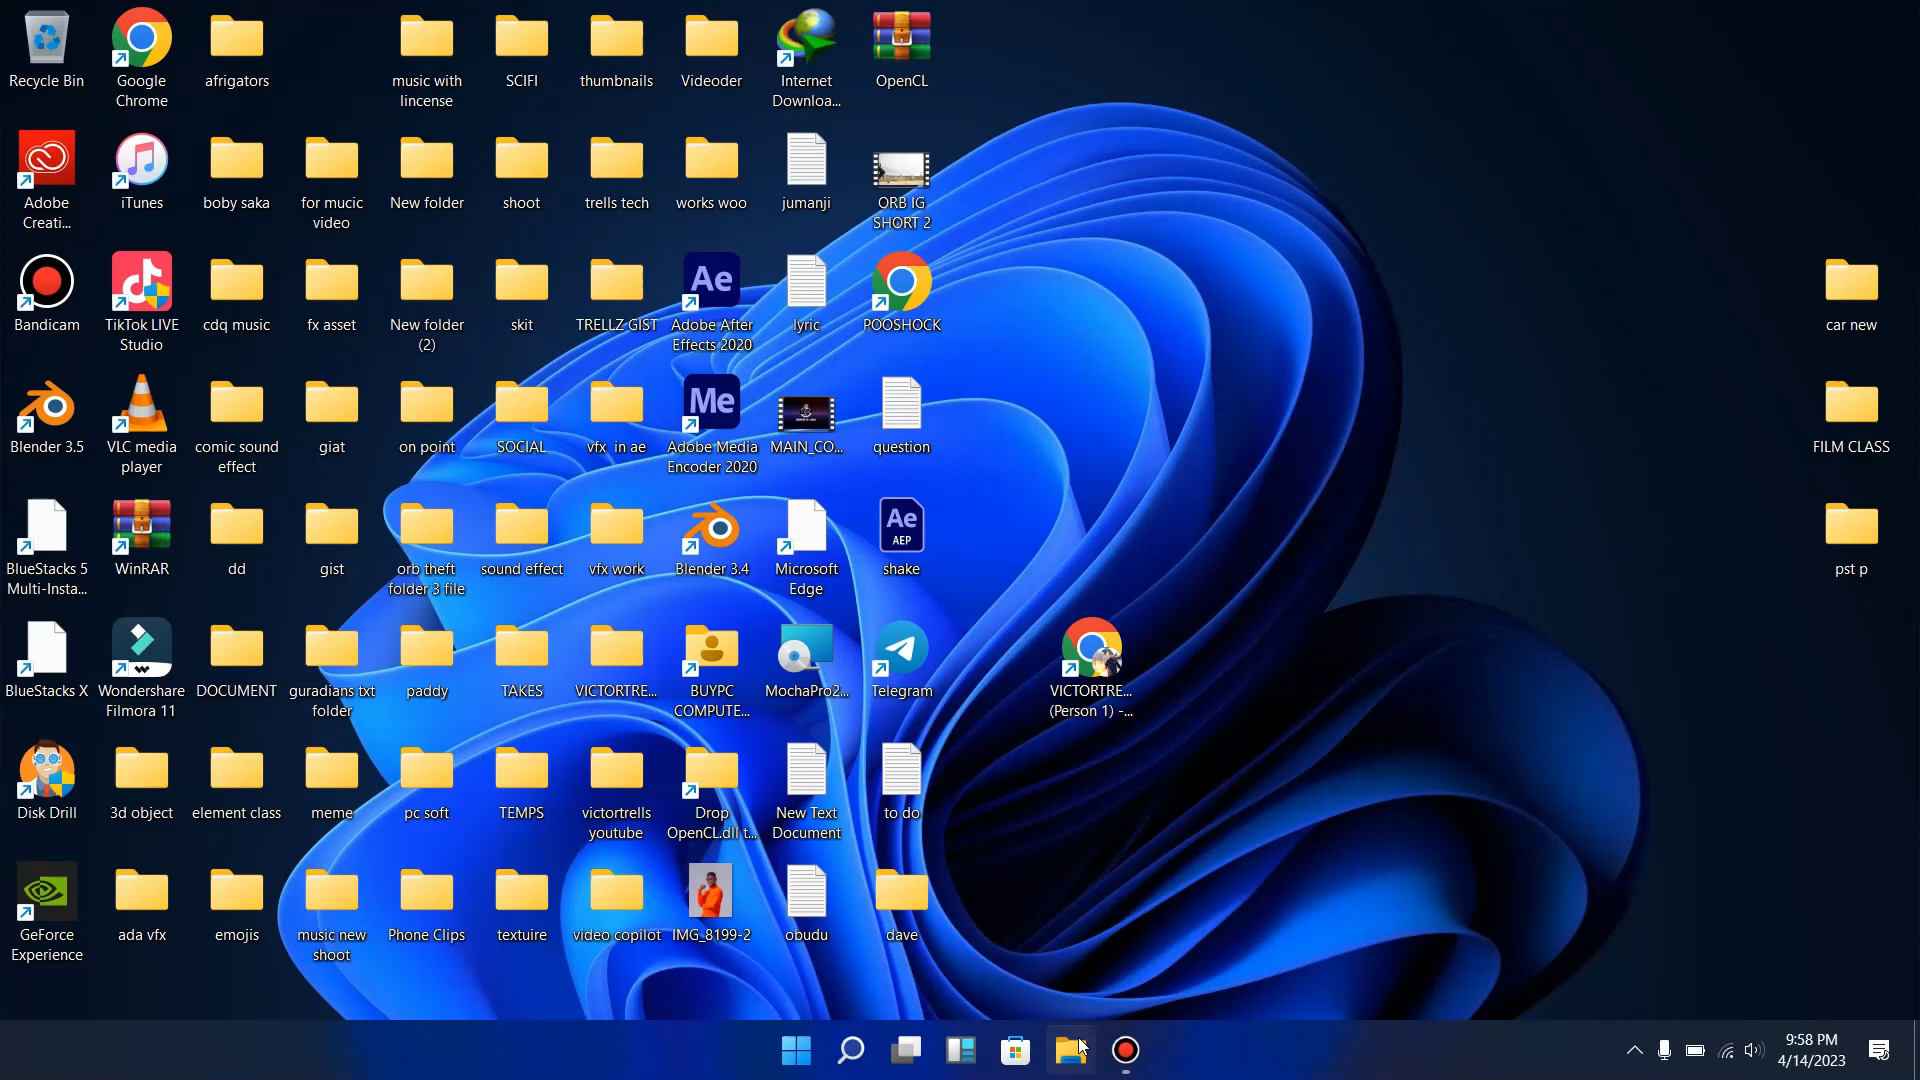 Recycle Bin
Google
Chrome
afrigators
music with
lincense
SCIFI
thumbnails
Videoder
Internet
Downloa...
OpenCL
Adobe
Creati...
iTunes
boby saka
for mucic
video
New folder
shoot
trells tech
works woo
jumanji
ORB IG
SHORT 2
Bandicam
TikTok LIVE
Studio
cdq music
fx asset
New folder
(2)
skit
TRELLZ GIST
Ae
Adobe After
Effects 2020
lyric
POOSHOCK
car new
Blender 3.5
VLC media
player
comic sound
effect
giat
on point
SOCIAL
vfx in ae
Me
Adobe Media
Encoder 2020
MAIN_CO...
question
FILM CLASS
BlueStacks 5
Multi-Insta...
WinRAR
dd
gist
orb theft
folder 3 file
sound effect
vfx work
Blender 3.4
Microsoft
Edge
Ae
AEP
shake
pst p
BlueStacks X
Wondershare
Filmora 11
DOCUMENT
guradians txt
folder
paddy
TAKES
VICTORTRE...
BUYPC
COMPUTE...
MochaPro2...
Telegram
VICTORTRE...
(Person 1) -...
Disk Drill
3d object
element class
meme
pc soft
TEMPS
victortrells
youtube
Drop
OpenCL.dll t...
New Text
Document
to do
GeForce
Experience
ada vfx
emojis
music new
shoot
Phone Clips
textuire
video copilot
IMG_8199-2
obudu
dave
9:58 PM
4/14/2023